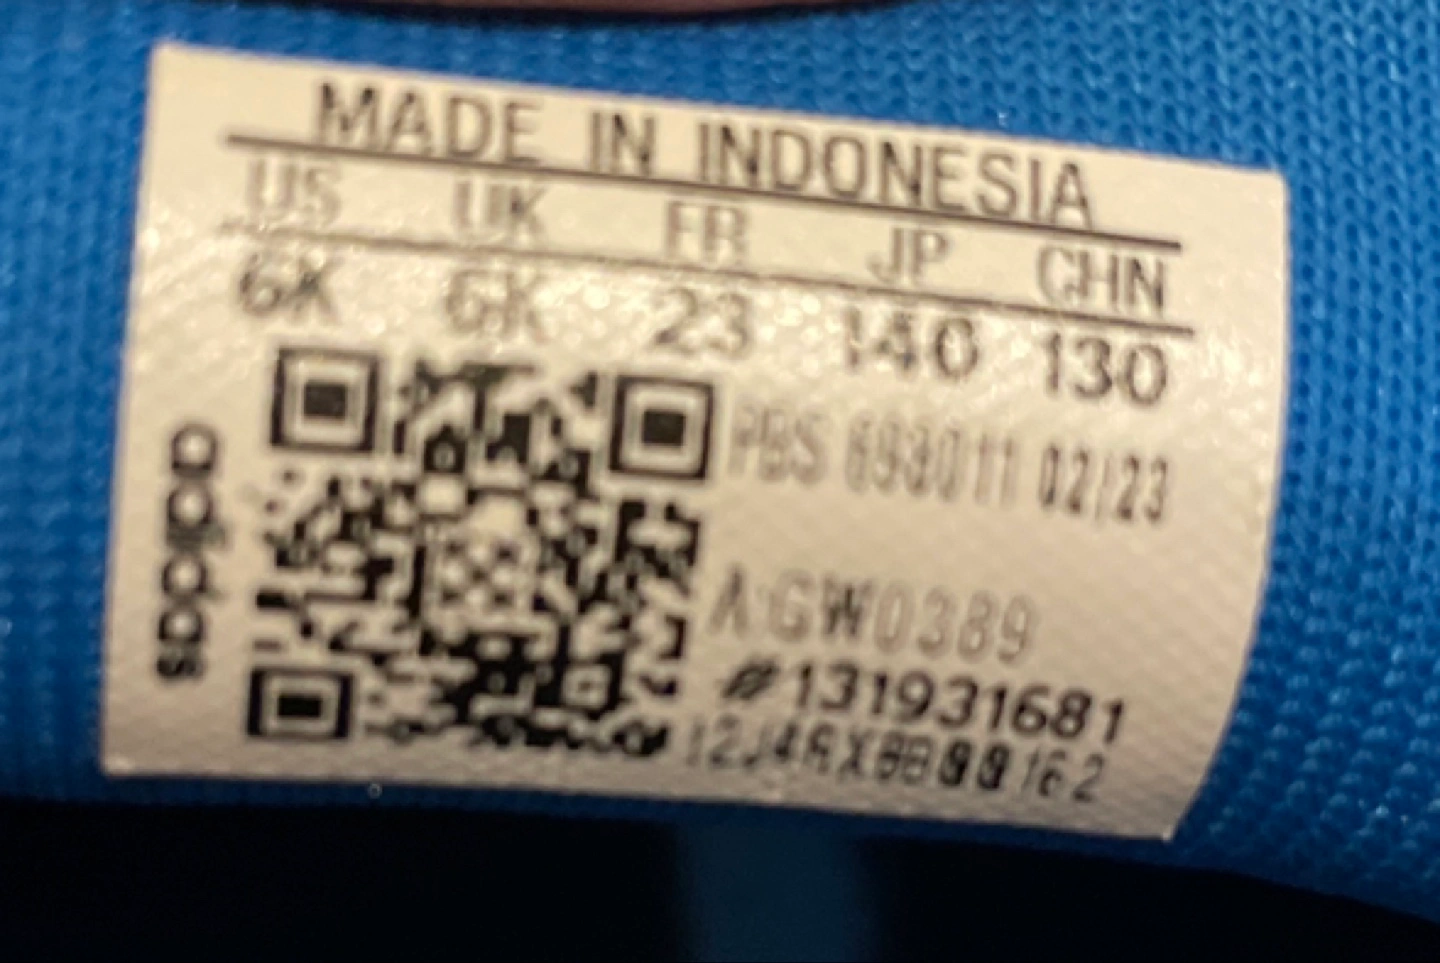 MADE IN INDONESIA
US UK FR JP CHN
6K 6K 23 140 130
PBS 693011 02/23
A:GW0389
#131931681
adidas